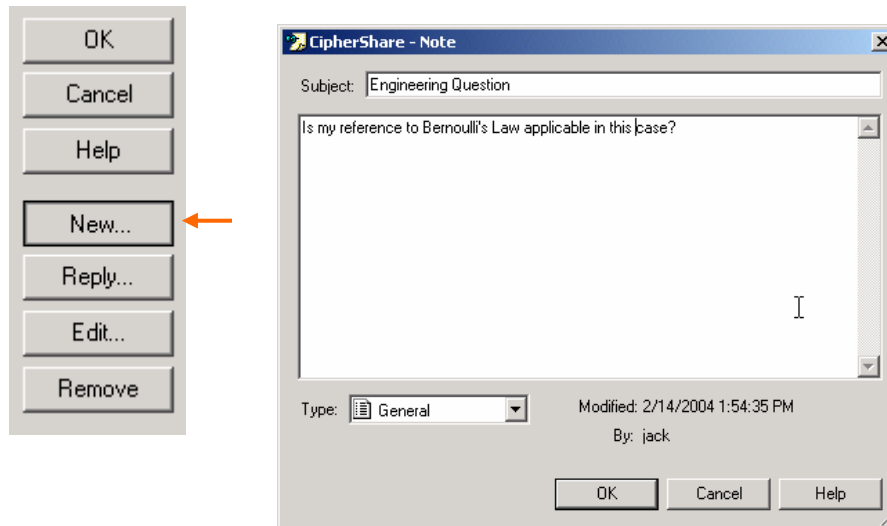 OK
Cancel
Help
New...
Reply...
Edit...
Remove
CipherShare - Note
Subject: Engineering Question
Is my reference to Bernoulli's Law applicable in this case?
Type: General
Modified: 2/14/2004 1:54:35 PM
By: jack
OK Cancel Help